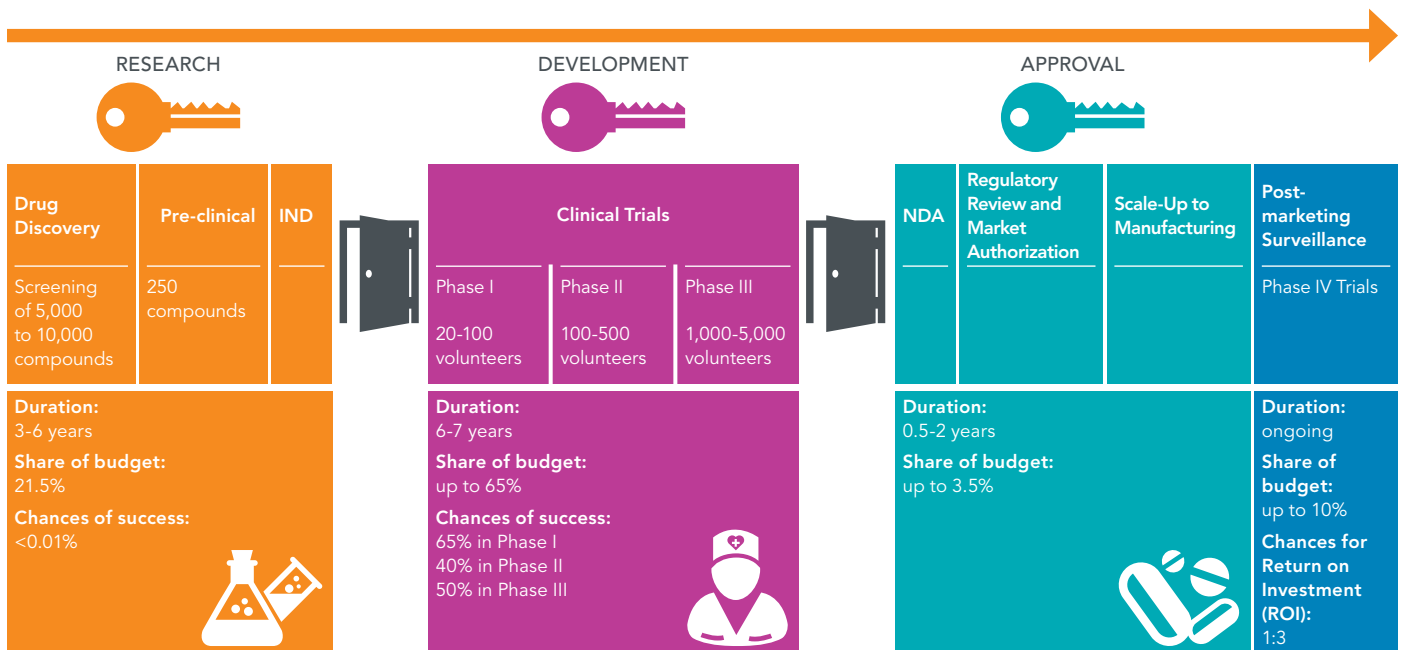 RESEARCH
DEVELOPMENT
APPROVAL
Drug
Discovery
Pre-clinical
IND
Screening
of 5,000
to 10,000
compounds
250
compounds
Duration:
3-6 years
Share of budget:
21.5%
Chances of success:
<0.01%
Clinical Trials
Phase I
20-100
volunteers
Phase II
100-500
volunteers
Phase III
1,000-5,000
volunteers
Duration:
6-7 years
Share of budget:
up to 65%
Chances of success:
65% in Phase I
40% in Phase II
50% in Phase III
NDA
Regulatory
Review and
Market
Authorization
Scale-Up to
Manufacturing
Duration:
0.5-2 years
Share of budget:
up to 3.5%
Post-
marketing
Surveillance
Phase IV Trials
Duration:
ongoing
Share of
budget:
up to 10%
Chances for
Return on
Investment
(ROI):
1:3